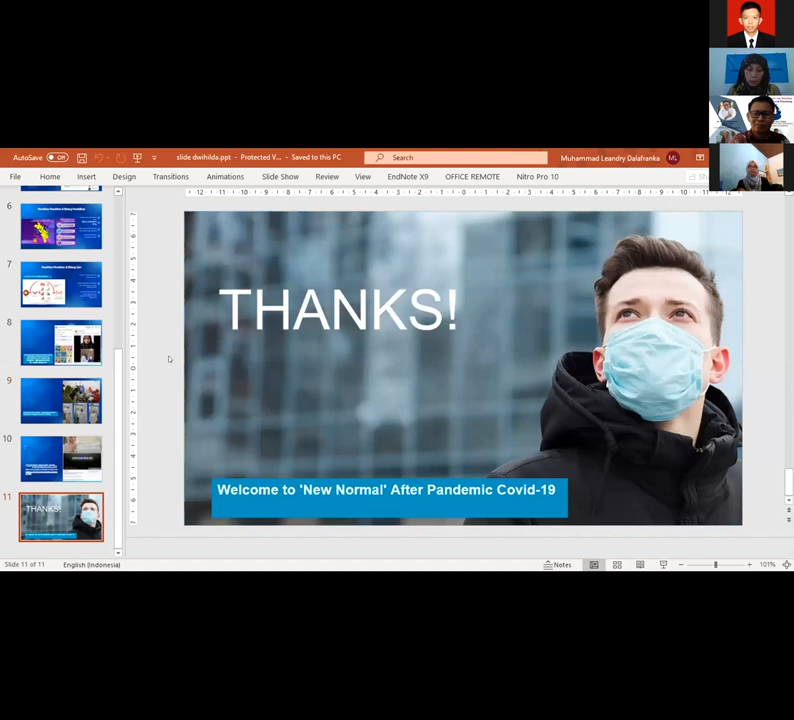 AutoSave Off
slide dwihilda.ppt - Protected V... - Saved to this PC
Search
Muhammad Leandry Dalafranka ML
File Home Insert Design Transitions Animations Slide Show Review View EndNote X9 OFFICE REMOTE Nitro Pro 10
6
7
8
9
10
11
THANKS!
Welcome to 'New Normal' After Pandemic Covid-19
Slide 11 of 11 English (Indonesia) Notes 101%